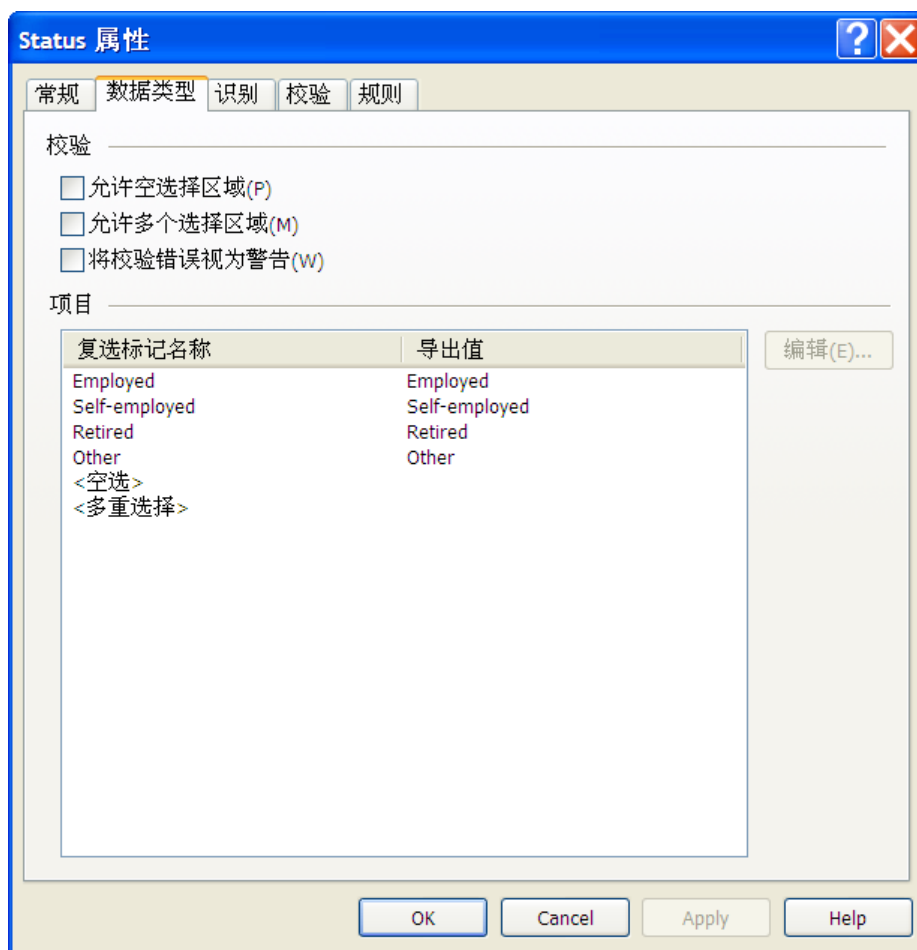 Status 属性
常规 数据类型 识别 校验 规则
校验
允许空选择区域(P)
允许多个选择区域(M)
将校验错误视为警告(W)
项目
复选标记名称 导出值 编辑(E)...
Employed Employed
Self-employed Self-employed
Retired Retired
Other Other
<空选>
<多重选择>
OK Cancel Apply Help